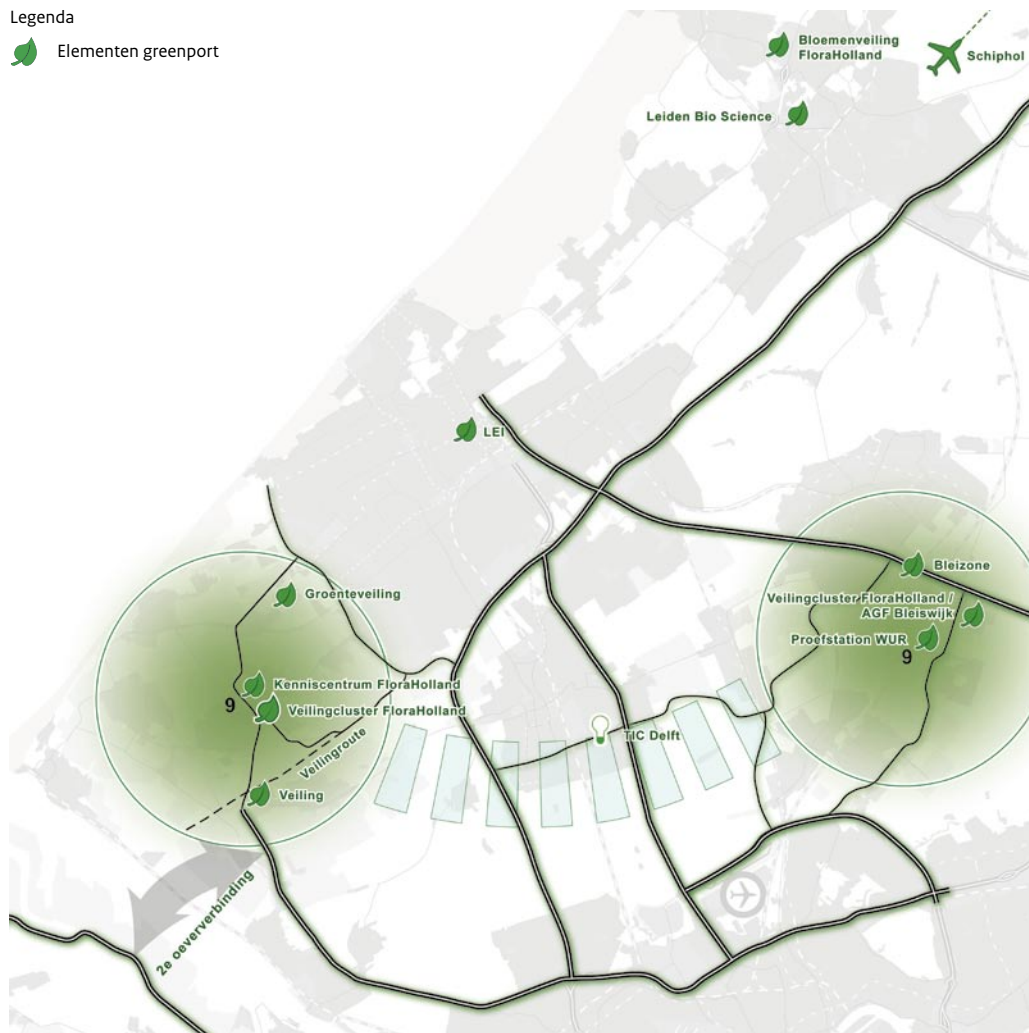 Legenda
Elementen greenport
Bloemenveiling
FloraHolland
Schiphol
Leiden Bio Science
LEI
Groenteveiling
Bleizone
Veilingcluster FloraHolland /
AGF Bleiswijk
Proefstation WUR
9
Kenniscentrum FloraHolland
9
Veilingcluster FloraHolland
Veilingroute
TIC Delft
Veiling
2e oeververbinding